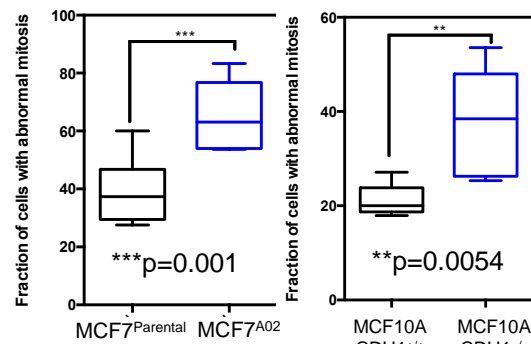 Fraction of cells with abnormal mitosis
100
80
60
40
20
0
***
***p=0.001
MCF7Parental MCF7A02
Fraction of cells with abnormal mitosis
60
40
20
0
**
**p=0.0054
MCF10A MCF10A